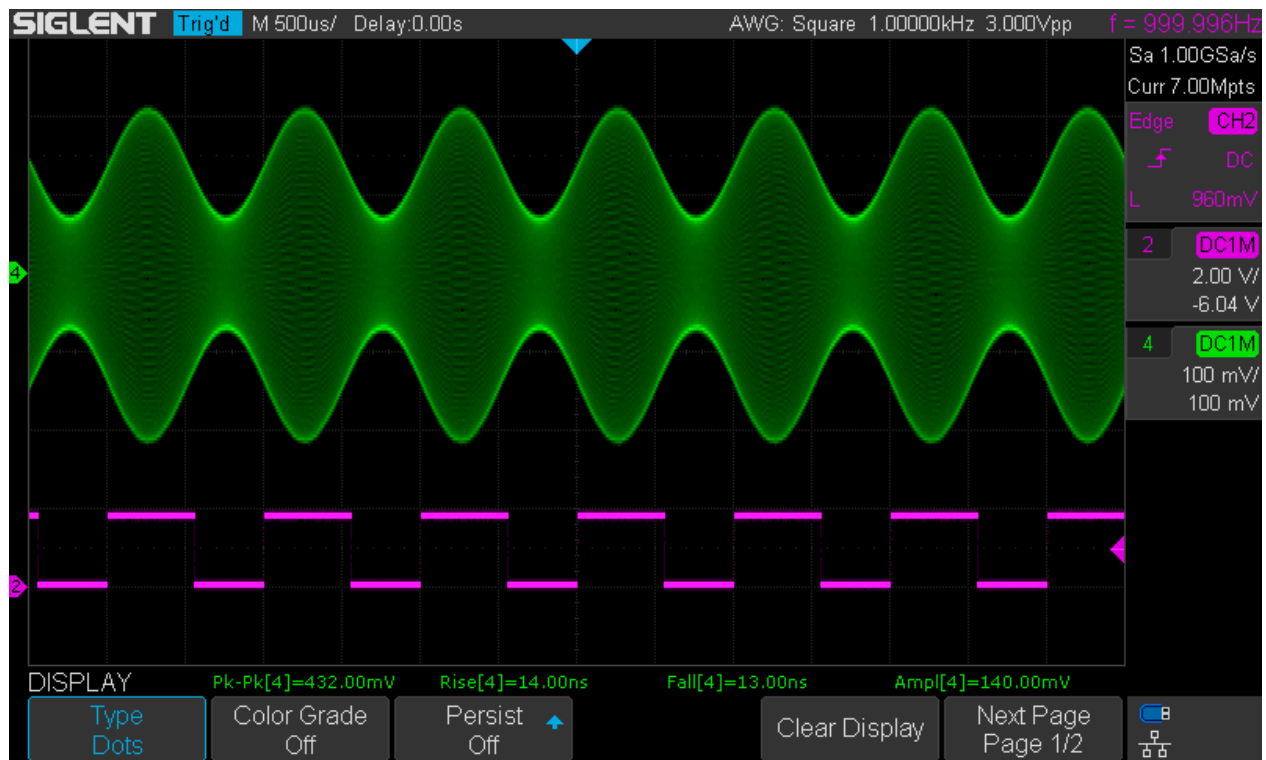 SIGLENT Trig'd M 500us/ Delay:0.00s AWG: Square 1.00000kHz 3.000Vpp f = 999.996Hz
Sa 1.00GSa/s
Curr 7.00Mpts
Edge CH2
DC
L 960mV
2 DC1M
2.00 V/
-6.04 V
4 DC1M
100 mV/
100 mV
4
2
DISPLAY Pk-Pk[4]=432.00mV Rise[4]=14.00ns Fall[4]=13.00ns Ampl[4]=140.00mV
Type Color Grade Persist Clear Display Next Page
Dots Off Off Page 1/2